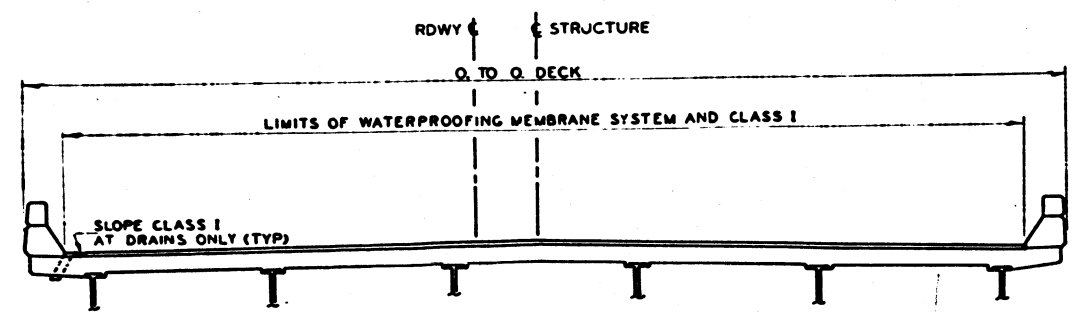 RDWY ℄ ℄ STRUCTURE
O. TO O. DECK
LIMITS OF WATERPROOFING MEMBRANE SYSTEM AND CLASS I
SLOPE CLASS I
AT DRAINS ONLY (TYP)